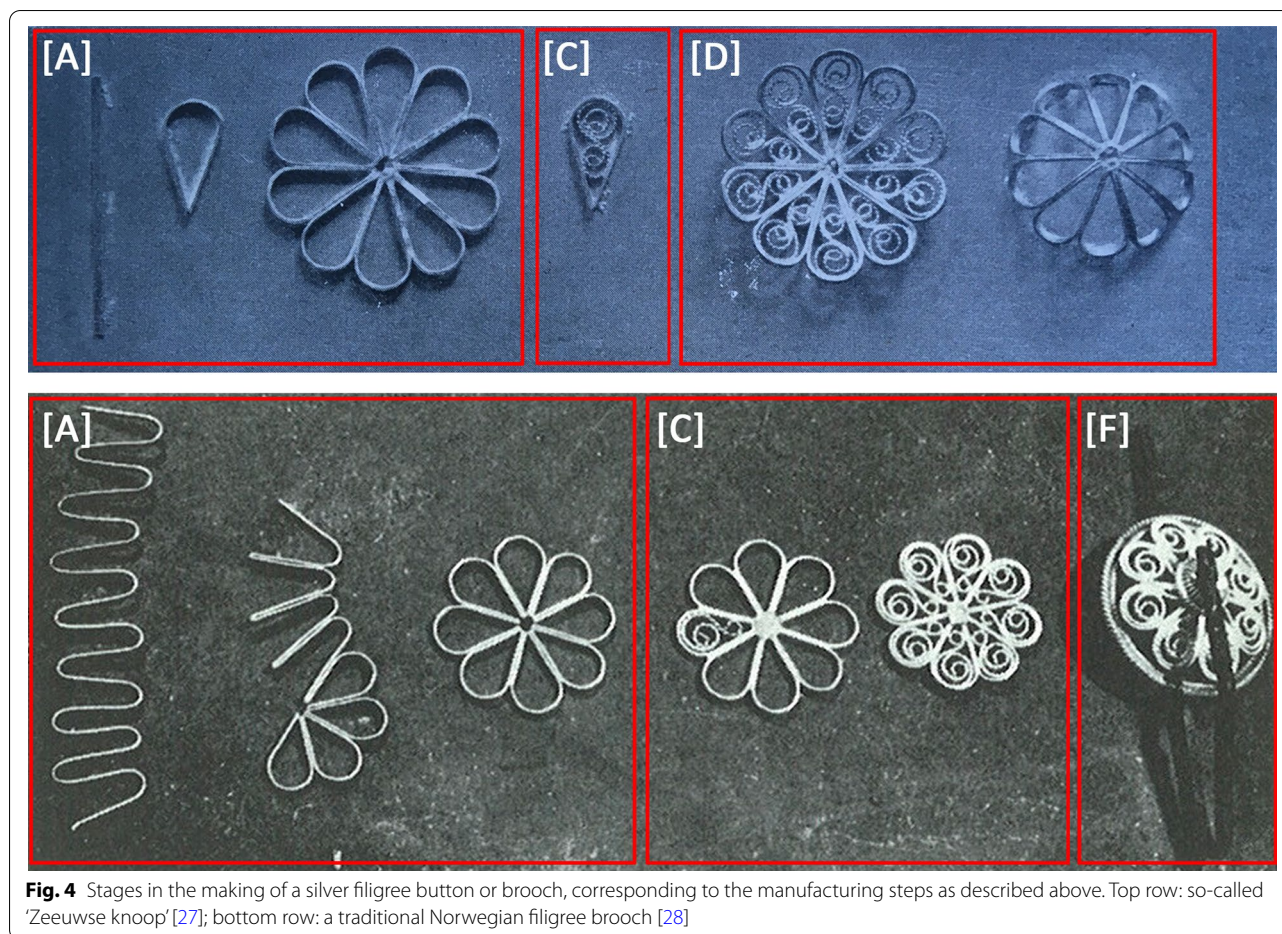 [A]
[C]
[D]
[A]
[C]
[F]
Fig. 4 Stages in the making of a silver filigree button or brooch, corresponding to the manufacturing steps as described above. Top row: so-called
‘Zeeuwse knoop’ [27]; bottom row: a traditional Norwegian filigree brooch [28]